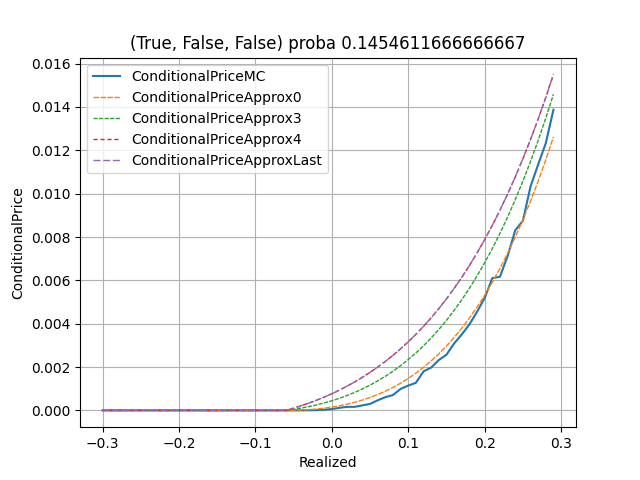 (True, False, False) proba 0.1454611666666667
ConditionalPriceMC
ConditionalPriceApprox0
ConditionalPriceApprox3
ConditionalPriceApprox4
ConditionalPriceApproxLast
ConditionalPrice
0.016
0.014
0.012
0.010
0.008
0.006
0.004
0.002
0.000
−0.3
−0.2
−0.1
0.0
0.1
0.2
0.3
Realized